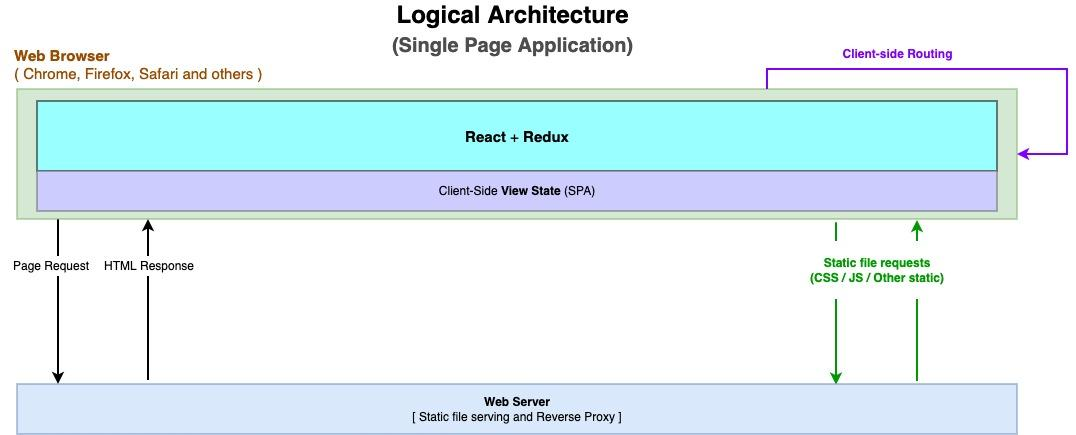 Logical Architecture
(Single Page Application)
Web Browser
( Chrome, Firefox, Safari and others )
Client-side Routing
React + Redux
Client-Side View State (SPA)
Page Request
HTML Response
Static file requests
(CSS / JS / Other static)
Web Server
[ Static file serving and Reverse Proxy ]